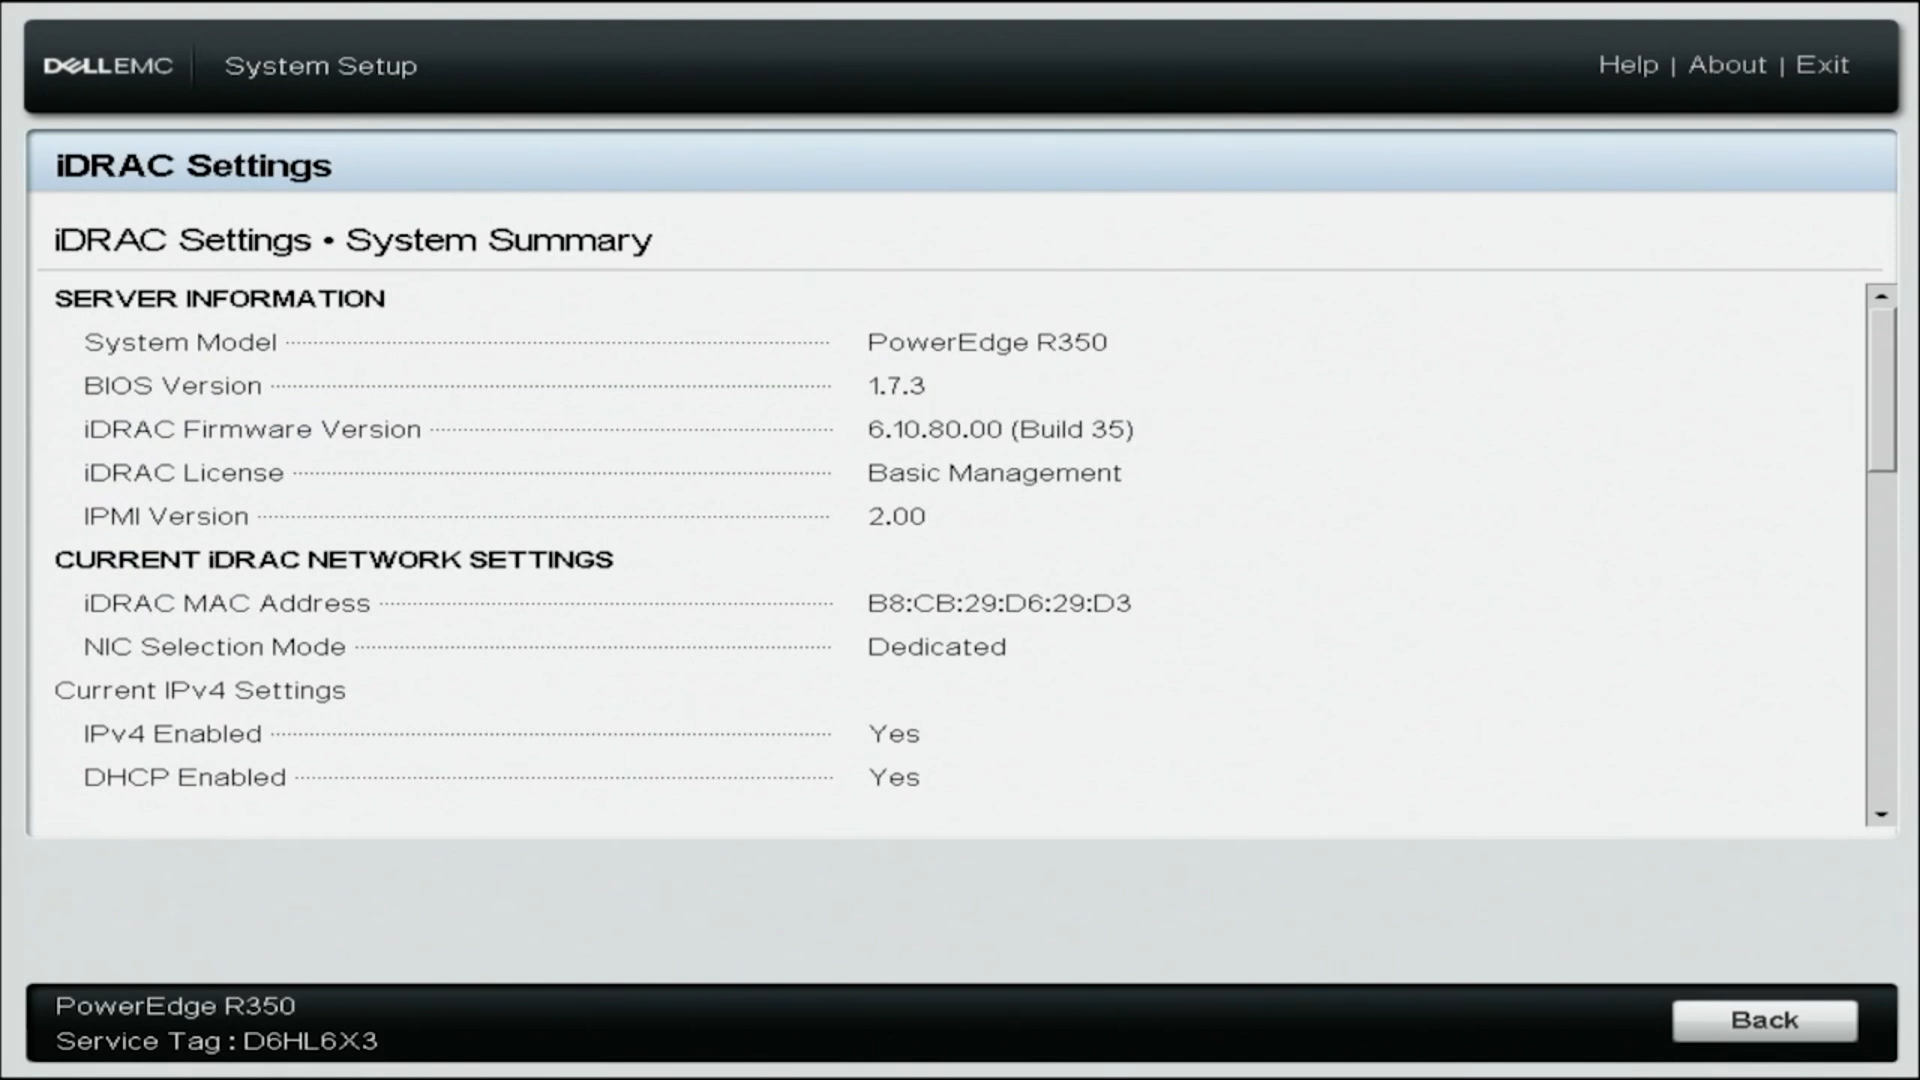 DELLEMC System Setup Help | About | Exit
iDRAC Settings
iDRAC Settings • System Summary
SERVER INFORMATION
System Model PowerEdge R350
BIOS Version 1.7.3
iDRAC Firmware Version 6.10.80.00 (Build 35)
iDRAC License Basic Management
IPMI Version 2.00
CURRENT iDRAC NETWORK SETTINGS
iDRAC MAC Address B8:CB:29:D6:29:D3
NIC Selection Mode Dedicated
Current IPv4 Settings
IPv4 Enabled Yes
DHCP Enabled Yes
PowerEdge R350
Service Tag : D6HL6X3
Back